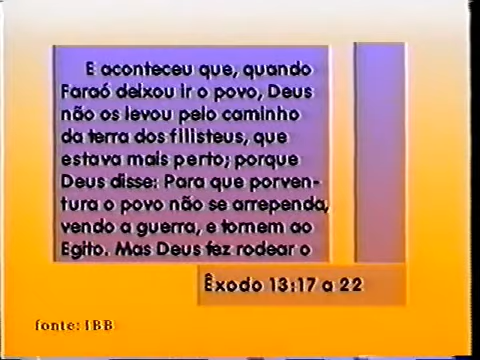 E aconteceu que, quando
Faraó deixou ir o povo, Deus
não os levou pelo caminho
da terra dos filisteus, que
estava mais perto; porque
Deus disse: Para que porven-
tura o povo não se arrependa,
vendo a guerra, e tornem ao
Egito. Mas Deus fez rodear o
Êxodo 13:17 a 22
fonte: IBB